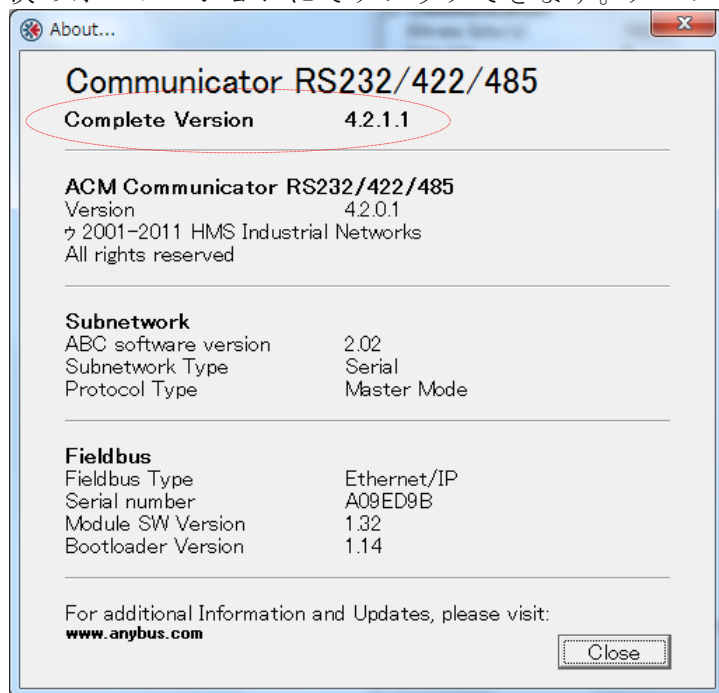 About...
Communicator RS232/422/485
Complete Version 4.2.1.1
ACM Communicator RS232/422/485
Version 4.2.0.1
ゥ 2001-2011 HMS Industrial Networks
All rights reserved
Subnetwork
ABC software version 2.02
Subnetwork Type Serial
Protocol Type Master Mode
Fieldbus
Fieldbus Type Ethernet/IP
Serial number A09ED9B
Module SW Version 1.32
Bootloader Version 1.14
For additional Information and Updates, please visit:
www.anybus.com
Close